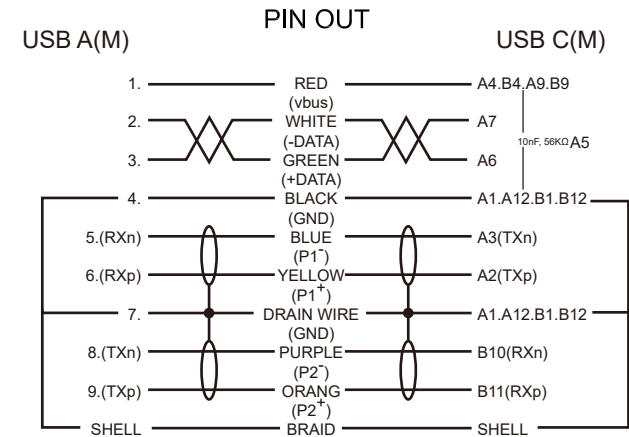 PIN OUT
USB A(M) USB C(M)
1. RED A4.B4.A9.B9
(vbus)
2. WHITE A7
(-DATA) 10nF, 56KΩ A5
3. GREEN A6
(+DATA)
4. BLACK A1.A12.B1.B12
(GND)
5.(RXn) BLUE A3(TXn)
(P1-)
6.(RXp) YELLOW A2(TXp)
(P1+)
7. DRAIN WIRE A1.A12.B1.B12
(GND)
8.(TXn) PURPLE B10(RXn)
(P2-)
9.(TXp) ORANG B11(RXp)
(P2+)
SHELL BRAID SHELL